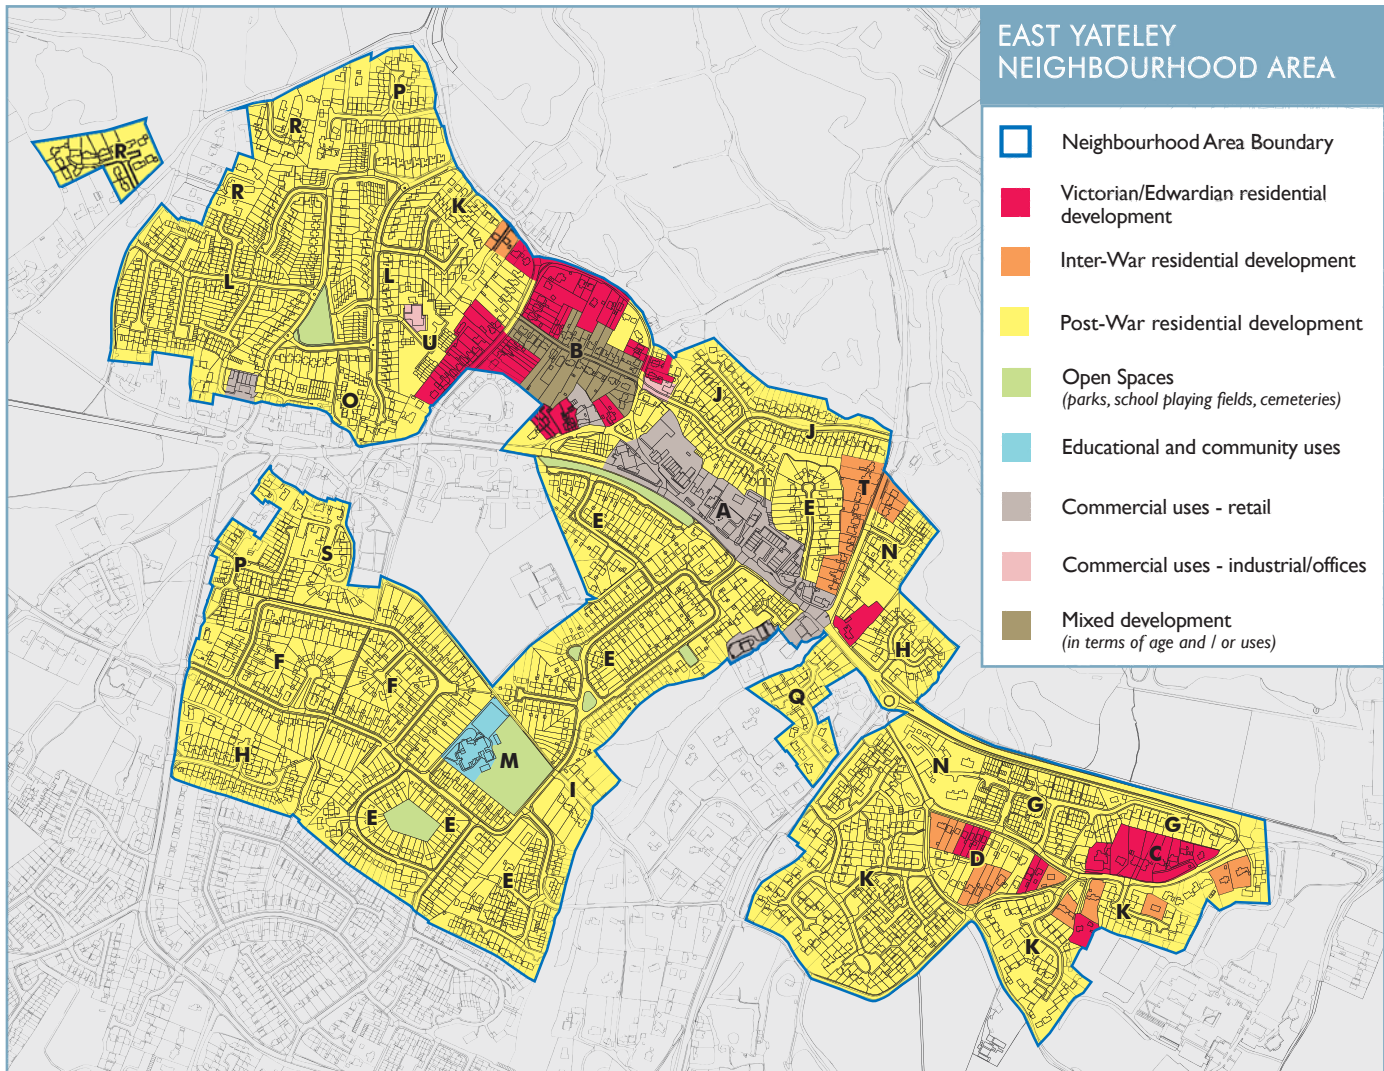 EAST YATELEY
NEIGHBOURHOOD AREA
Neighbourhood Area Boundary
Victorian/Edwardian residential
development
Inter-War residential development
Post-War residential development
Open Spaces
(parks, school playing fields, cemeteries)
Educational and community uses
Commercial uses - retail
Commercial uses - industrial/offices
Mixed development
(in terms of age and / or uses)
P
R
R
R
K
L
L
U
B
O
J
J
T
A
E
E
N
S
P
H
E
F
F
Q
H
M
I
N
G
E
E
G
C
D
E
K
K
K